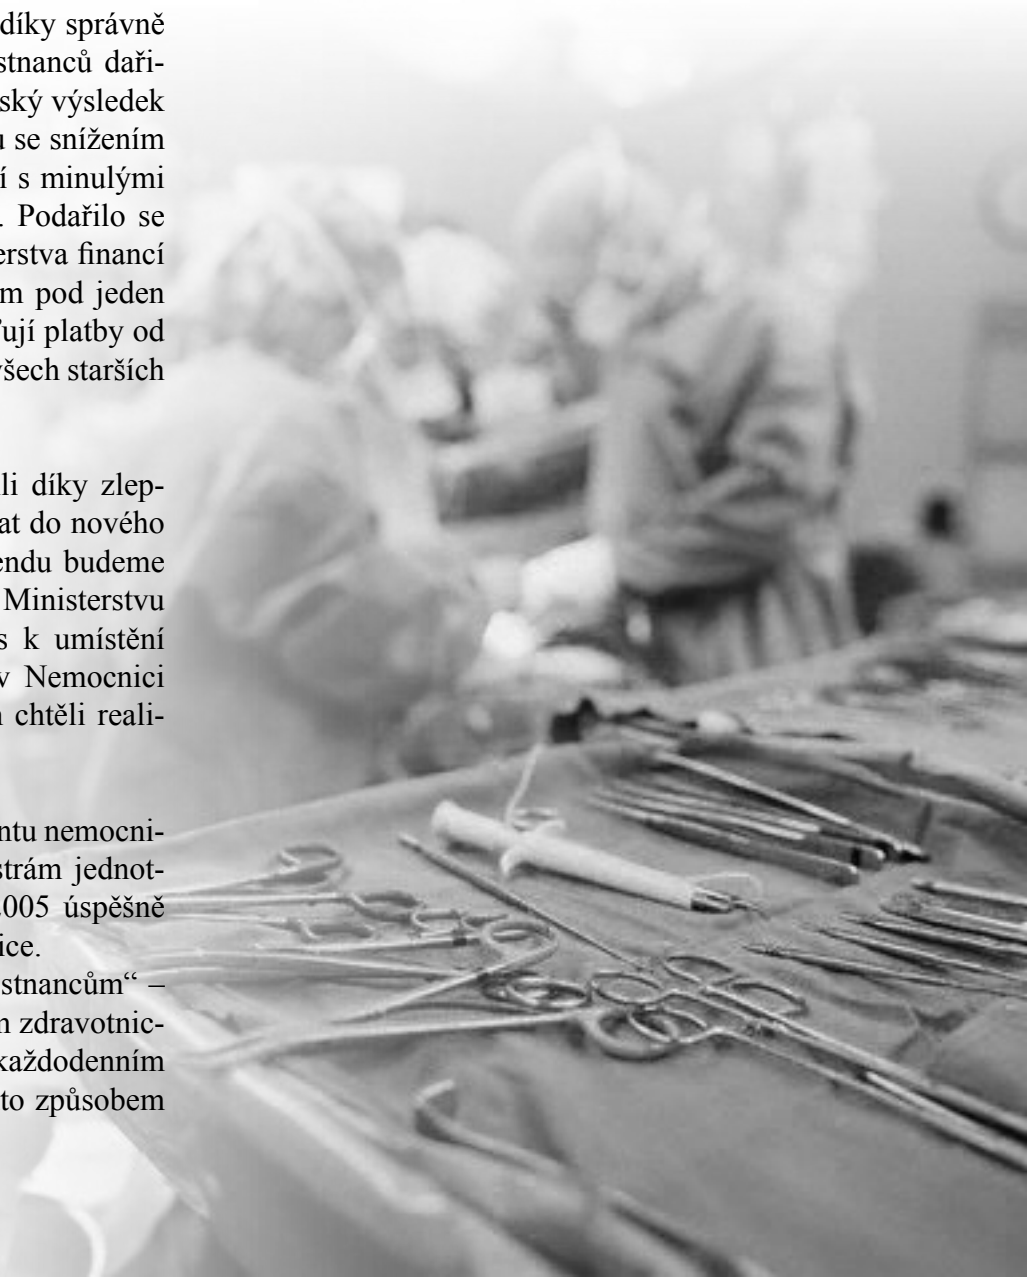 díky správně
stnanců daři-
ský výsledek
u se snížením
í s minulými
. Podařilo se
erstva financí
m pod jeden
ují platby od
všech starších
li díky zlep-
at do nového
endu budeme
Ministerstvu
s k umístění
v Nemocnici
n chtěli reali-
ntu nemocni-
strám jednot-
2005 úspěšně
ice.
stnancům“ –
m zdravotnic-
každodenním
to způsobem